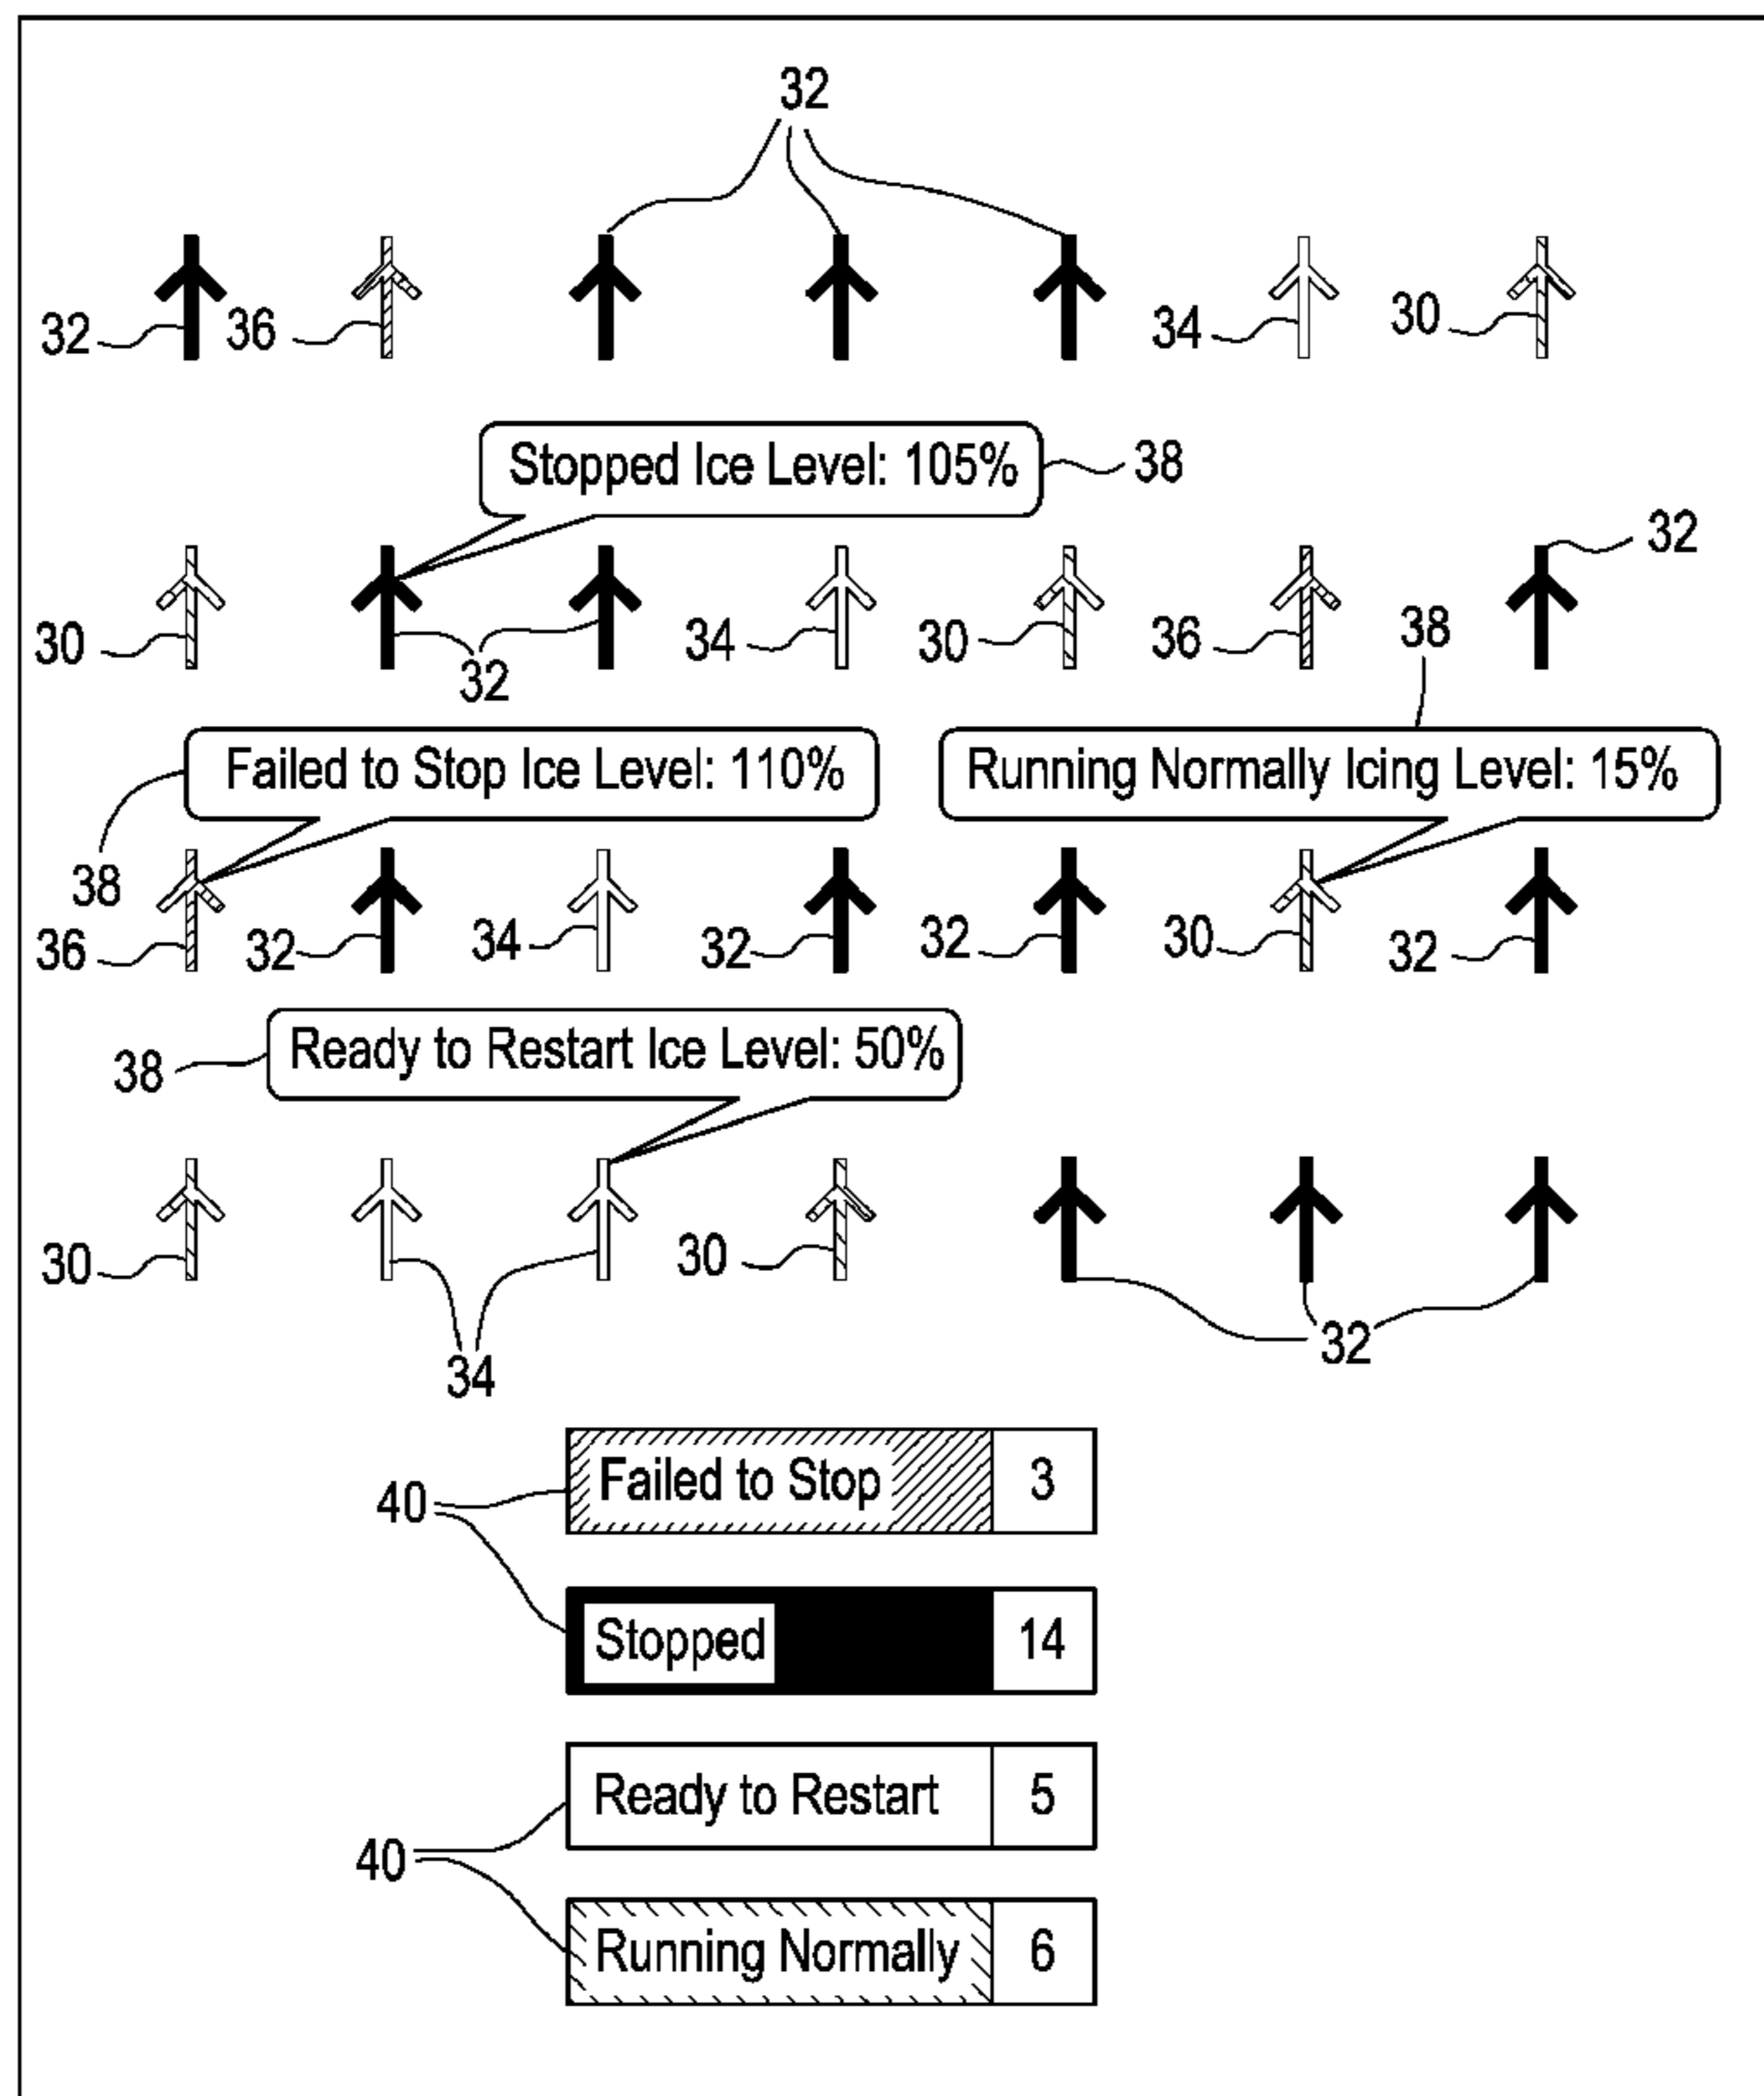 32
32 36 34 30
Stopped Ice Level: 105% 38
32
30 32 34 30 36 38
Failed to Stop Ice Level: 110% Running Normally Icing Level: 15%
38
36 32 34 32 32 30 32
Ready to Restart Ice Level: 50%
38
30 30
34 32
Failed to Stop 3
40
Stopped 14
Ready to Restart 5
40
Running Normally 6